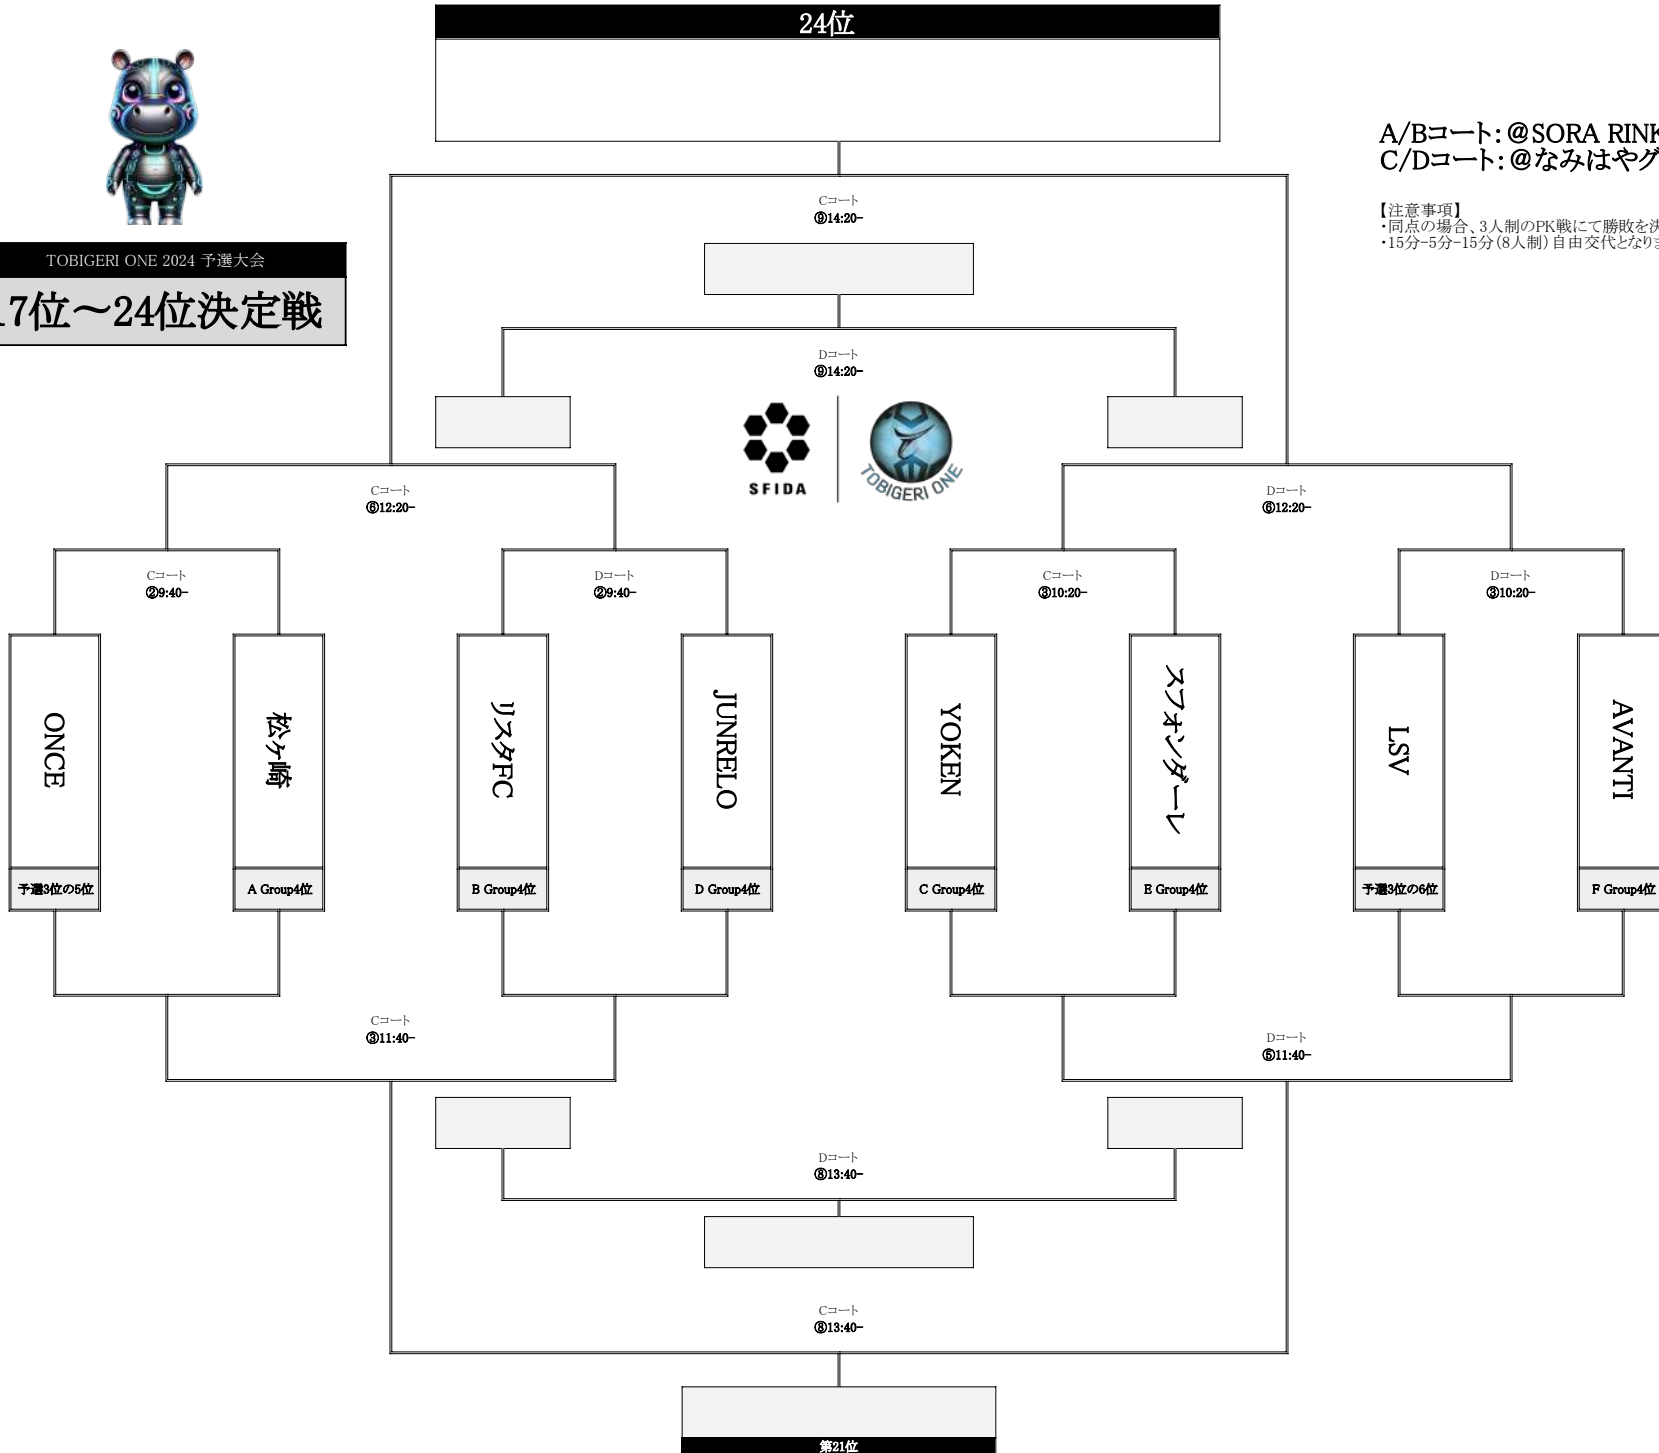 24位
A/Bコート：＠SORA RINK
C/Dコート：＠なみはやグ
【注意事項】
・同点の場合、3人制のPK戦にて勝敗を決
・15分-5分-15分（8人制）自由交代となりま
TOBIGERI ONE 2024 予選大会
17位～24位決定戦
Cコート
⑨14:20-
Dコート
⑨14:20-
SFIDA
TOBIGERI ONE
Cコート
⑥12:20-
Dコート
⑥12:20-
Cコート
②9:40-
Dコート
②9:40-
Cコート
③10:20-
Dコート
③10:20-
ONCE
松ヶ崎
リスタFC
JUNRELO
YOKEN
スフォンダーレ
LSV
AVANTI
予選3位の5位
A Group4位
B Group4位
D Group4位
C Group4位
E Group4位
予選3位の6位
F Group4位
Cコート
③11:40-
Dコート
⑤11:40-
Dコート
⑧13:40-
Cコート
⑧13:40-
第21位